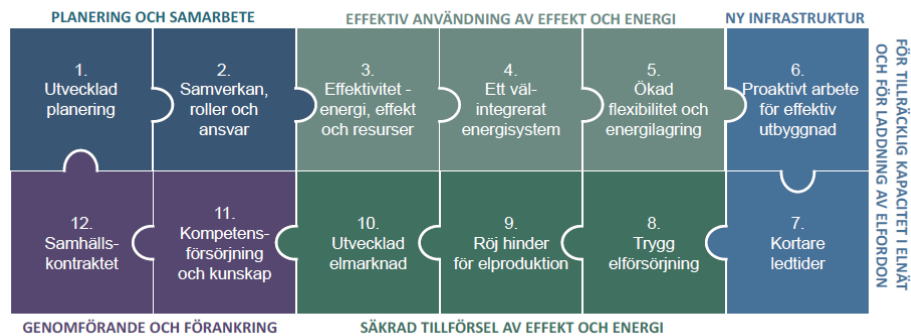 PLANERING OCH SAMARBETE
EFFEKTIV ANVÄNDNING AV EFFEKT OCH ENERGI
NY INFRASTRUKTUR
1.
Utvecklad
planering
2.
Samverkan,
roller och
ansvar
3.
Effektivitet -
energi, effekt
och resurser
4.
Ett väl-
integrerat
energisystem
5.
Ökad
flexibilitet och
energilagring
6.
Proaktivt arbete
för effektiv
utbyggnad
FÖR TILLRÄCKLIG KAPACITET I ELNÄT
OCH FÖR LADDNING AV ELFORDON
12.
Samhälls-
kontraktet
11.
Kompetens-
försörjning
och kunskap
10.
Utvecklad
elmarknad
9.
Röj hinder
för elproduktion
8.
Trygg
elförsörjning
7.
Kortare
ledtider
GENOMFÖRANDE OCH FÖRANKRING
SÄKRAD TILLFÖRSEL AV EFFEKT OCH ENERGI